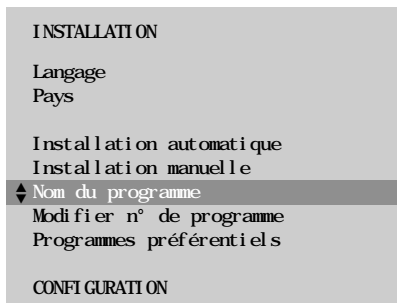 INSTALLATION
Langage
Pays
Installation automatique
Installation manuelle
Nom du programme
Modifier n° de programme
Programmes préférentiels
CONFIGURATION